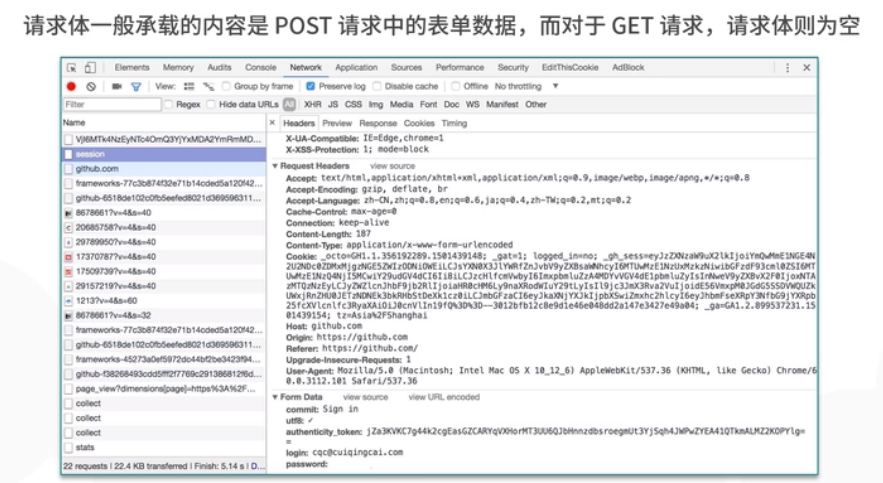 请求体一般承载的内容是 POST 请求中的表单数据，而对于 GET 请求，请求体则为空
Elements Memory Audits Console Network Application Sources Performance Security EditThisCookie AdBlock
View: Group by frame Preserve log Disable cache Offline No throttling
Filter Regex Hide data URLs All XHR JS CSS Img Media Font Doc WS Manifest Other
Name
session
github.com
frameworks-77c3b874f32e71b14cded5a120f42...
github-6518de102c0fb5eefed8021d369596311...
8678661?v=4&s=40
20685758?v=4&s=40
29789950?v=4&s=40
17370787?v=4&s=40
17509739?v=4&s=40
29157219?v=4&s=40
1213?v=4&s=60
8678661?v=4&s=32
frameworks-77c3b874f32e71b14cded5a120f42...
github-6518de102c0fb5eefed8021d369596311...
frameworks-45273a0ef5972dc44bf2be3423f94...
github-f38268493cdd5fff2f7769c291386812f6d...
page_view?dimensions[page]=https%3A%2F...
collect
collect
collect
stats
22 requests | 22.4 KB transferred | Finish: 5.14 s | D...
× Headers Preview Response Cookies Timing
X-UA-Compatible: IE=Edge,chrome=1
X-XSS-Protection: 1; mode=block
Request Headers view source
Accept: text/html,application/xhtml+xml,application/xml;q=0.9,image/webp,image/apng,*/*;q=0.8
Accept-Encoding: gzip, deflate, br
Accept-Language: zh-CN,zh;q=0.8,en;q=0.6,ja;q=0.4,zh-TW;q=0.2,mt;q=0.2
Cache-Control: max-age=0
Connection: keep-alive
Content-Length: 187
Content-Type: application/x-www-form-urlencoded
Cookie: _octo=GH1.1.356192289.1501439148; _gat=1; logged_in=no;
01439154; tz=Asia%2FShanghai
Host: github.com
Origin: https://github.com
Referer: https://github.com/
Upgrade-Insecure-Requests: 1
User-Agent: Mozilla/5.0 (Macintosh; Intel Mac OS X 10_12_6) AppleWebKit/537.36 (KHTML, like Gecko) Chrome/6
0.0.3112.101 Safari/537.36
Form Data view source view URL encoded
commit: Sign in
utf8: ✓
authenticity_token:
=
login: cqc@cuiqingcai.com
password: